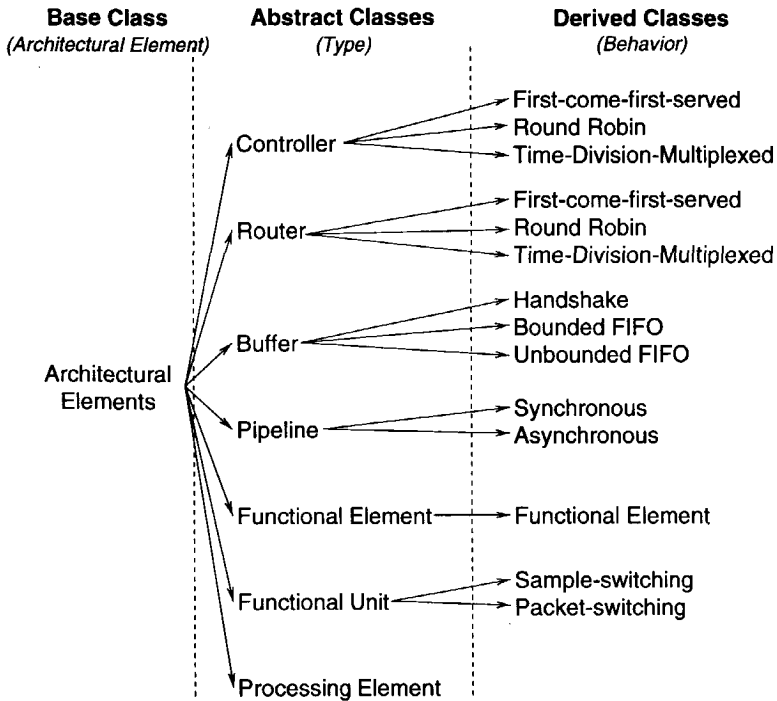 Base Class
(Architectural Element)
Abstract Classes
(Type)
Derived Classes
(Behavior)
Controller
First-come-first-served
Round Robin
Time-Division-Multiplexed
Router
First-come-first-served
Round Robin
Time-Division-Multiplexed
Buffer
Handshake
Bounded FIFO
Unbounded FIFO
Architectural
Elements
Pipeline
Synchronous
Asynchronous
Functional Element
Functional Element
Functional Unit
Sample-switching
Packet-switching
Processing Element